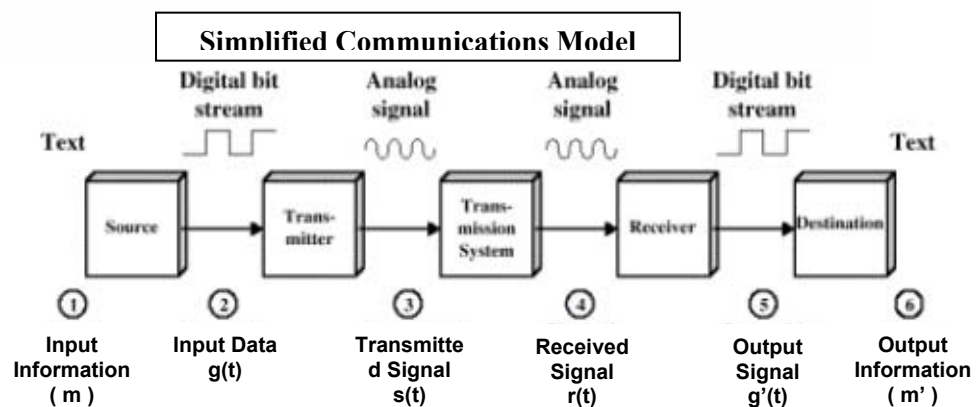 Simplified Communications Model
Digital bit
stream
Analog
signal
Analog
signal
Digital bit
stream
Text
Text
Source
Trans-
mitter
Trans-
mission
System
Receiver
Destination
1
2
3
4
5
6
Input
Information
( m )
Input Data
g(t)
Transmitte
d Signal
s(t)
Received
Signal
r(t)
Output
Signal
g’(t)
Output
Information
( m’ )